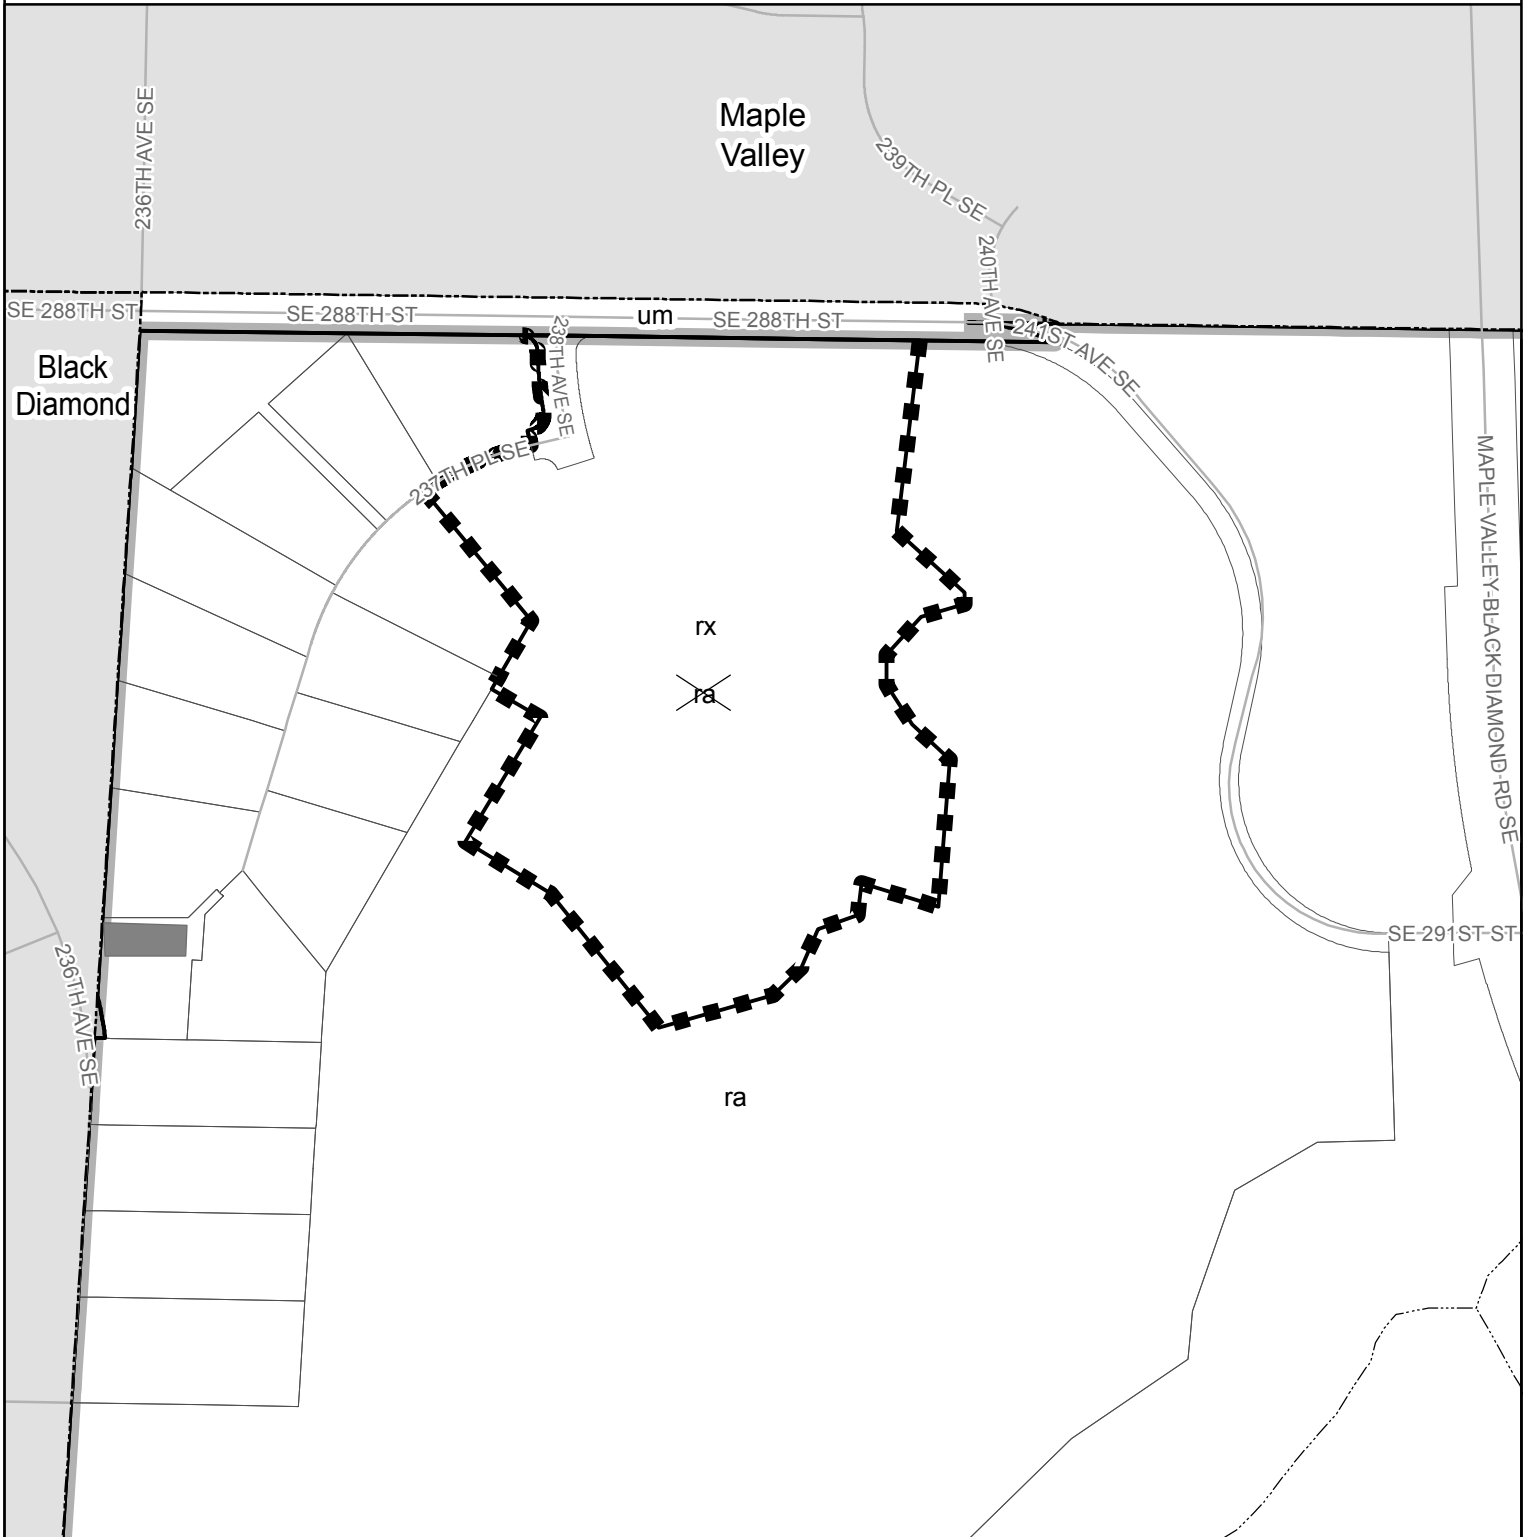 236TH AVE SE
Maple
Valley
239TH PL SE
240TH AVE SE
SE 288TH ST
SE 288TH ST
um
SE 288TH ST
241ST AVE SE
238TH AVE SE
Black
Diamond
237TH PL SE
MAPLE VALLEY-BLACK DIAMOND RD SE
rx
ra
SE 291ST ST
236TH AVE SE
ra